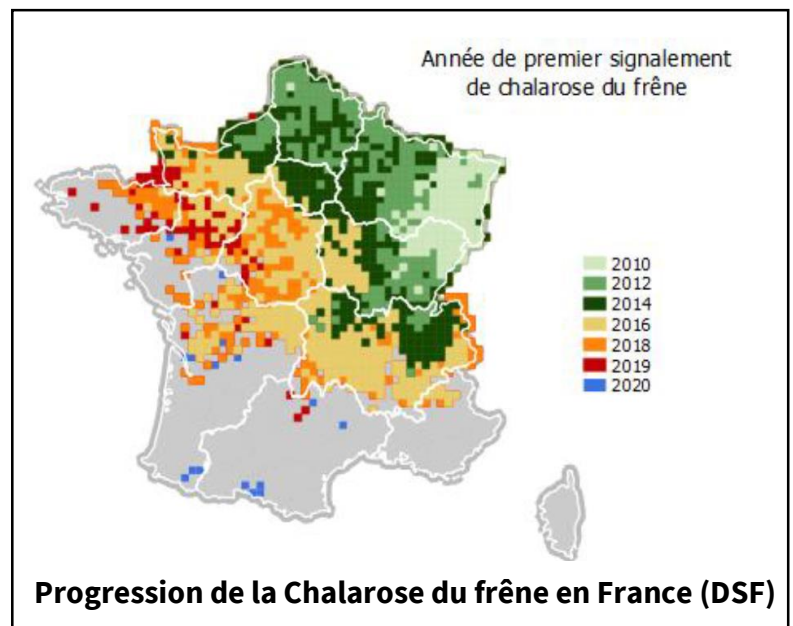 Année de premier signalement
de chalarose du frêne
2010
2012
2014
2016
2018
2019
2020
Progression de la Chalarose du frêne en France (DSF)